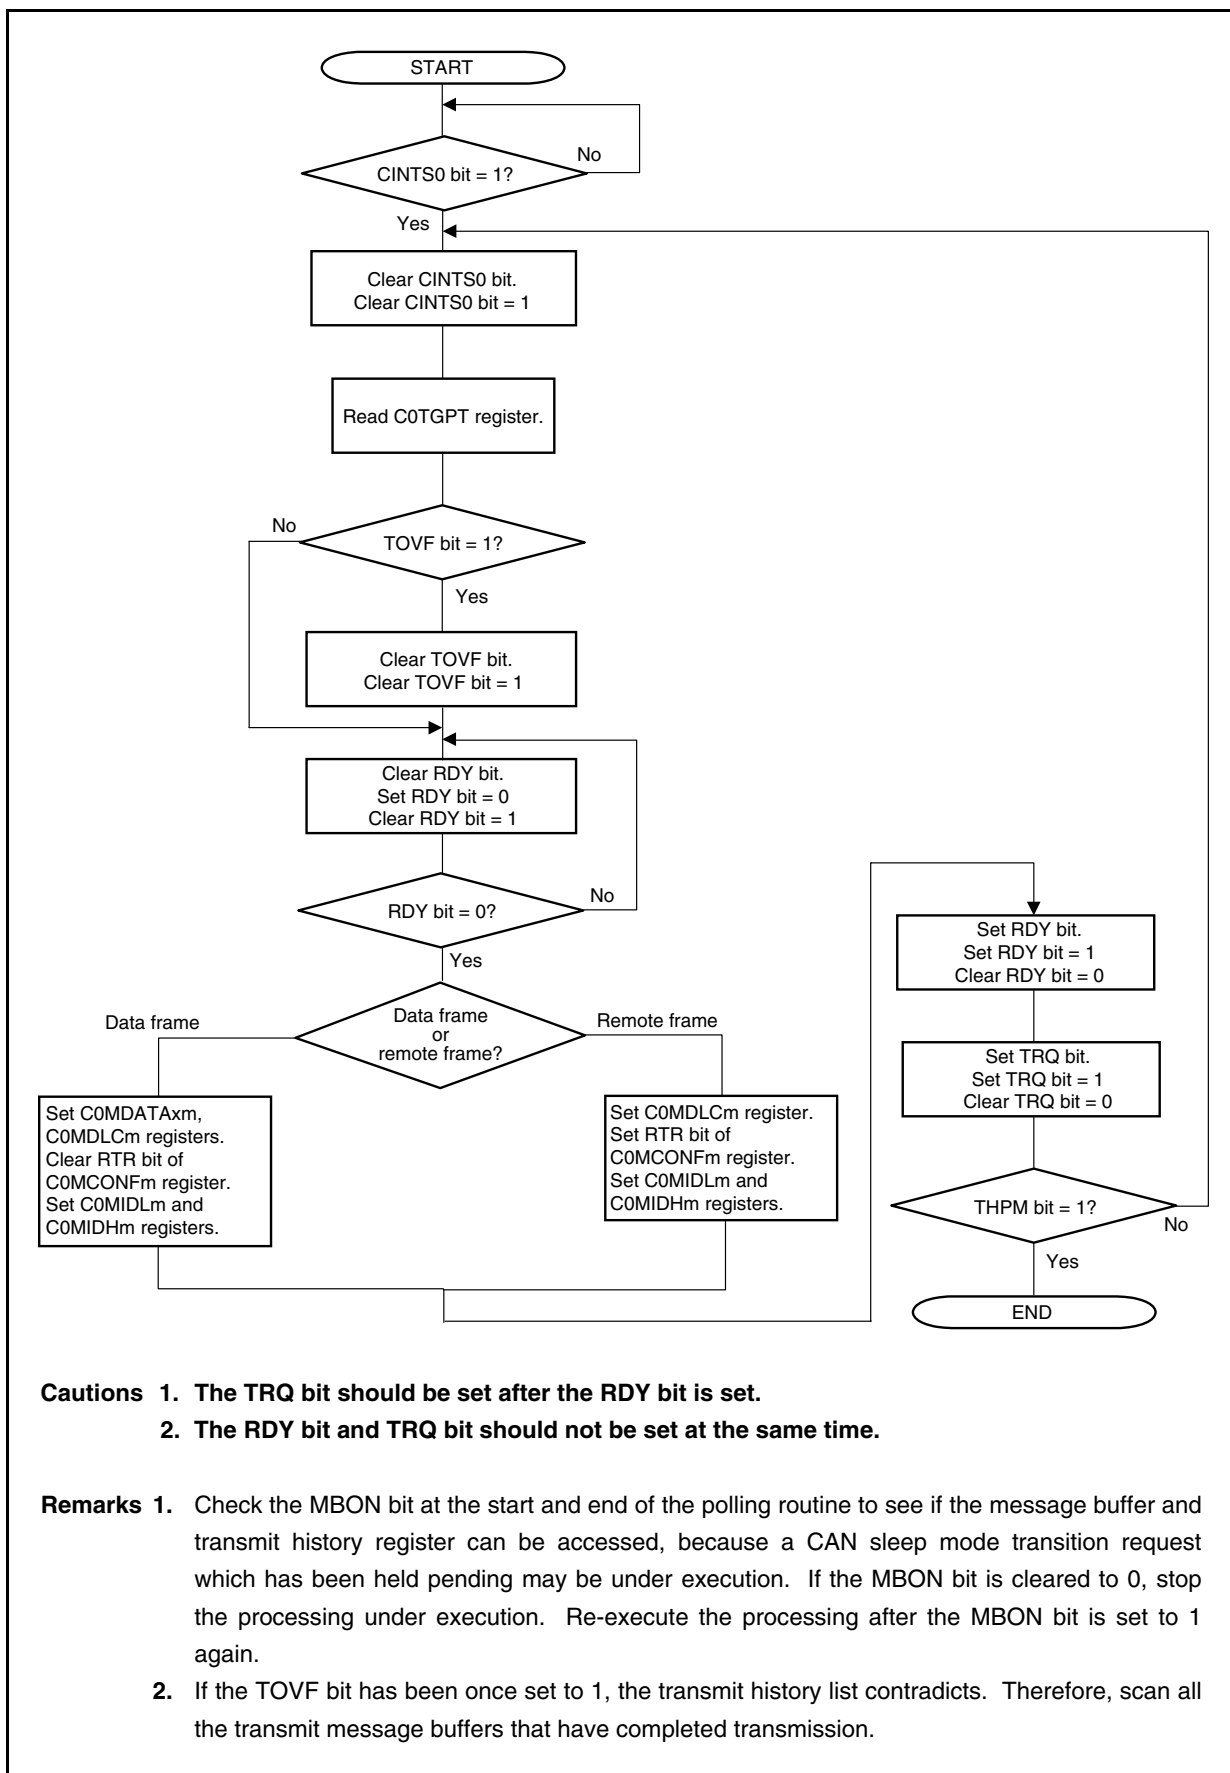 START
No
CINTS0 bit = 1?
Yes
Clear CINTS0 bit.
Clear CINTS0 bit = 1
Read C0TGPT register.
No
TOVF bit = 1?
Yes
Clear TOVF bit.
Clear TOVF bit = 1
Clear RDY bit.
Set RDY bit = 0
Clear RDY bit = 1
No
RDY bit = 0?
Yes
Data frame
Data frame
or
remote frame?
Remote frame
Set C0MDATAxm,
C0MDLCm registers.
Clear RTR bit of
C0MCONFm register.
Set C0MIDLm and
C0MIDHm registers.
Set C0MDLCm register.
Set RTR bit of
C0MCONFm register.
Set C0MIDLm and
C0MIDHm registers.
Set RDY bit.
Set RDY bit = 1
Clear RDY bit = 0
Set TRQ bit.
Set TRQ bit = 1
Clear TRQ bit = 0
THPM bit = 1?
No
Yes
END
Cautions 1. The TRQ bit should be set after the RDY bit is set.
2. The RDY bit and TRQ bit should not be set at the same time.
Remarks 1. Check the MBON bit at the start and end of the polling routine to see if the message buffer and
transmit history register can be accessed, because a CAN sleep mode transition request
which has been held pending may be under execution. If the MBON bit is cleared to 0, stop
the processing under execution. Re-execute the processing after the MBON bit is set to 1
again.
2. If the TOVF bit has been once set to 1, the transmit history list contradicts. Therefore, scan all
the transmit message buffers that have completed transmission.